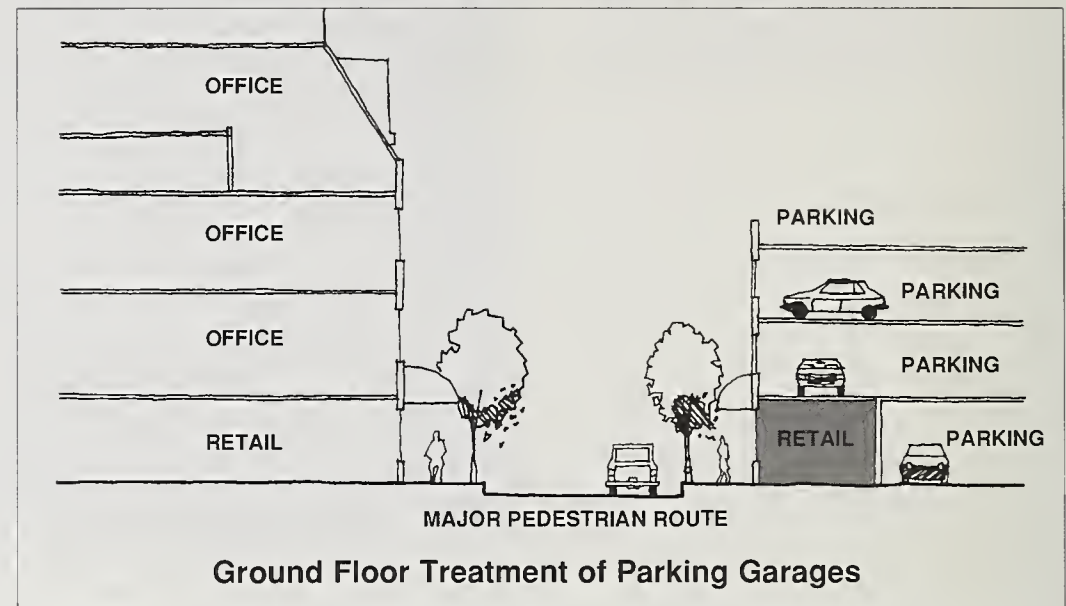 OFFICE
OFFICE
OFFICE
RETAIL
PARKING
PARKING
PARKING
RETAIL
PARKING
MAJOR PEDESTRIAN ROUTE
Ground Floor Treatment of Parking Garages